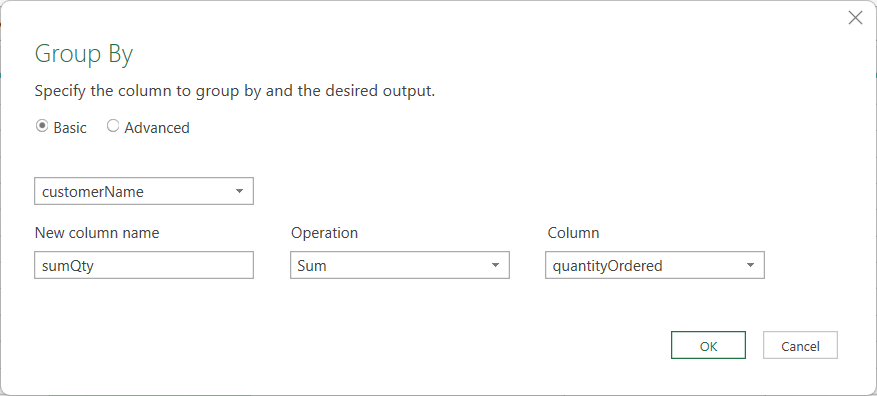 Group By
Specify the column to group by and the desired output.
Basic Advanced
customerName
New column name Operation Column
sumQty Sum quantityOrdered
OK Cancel